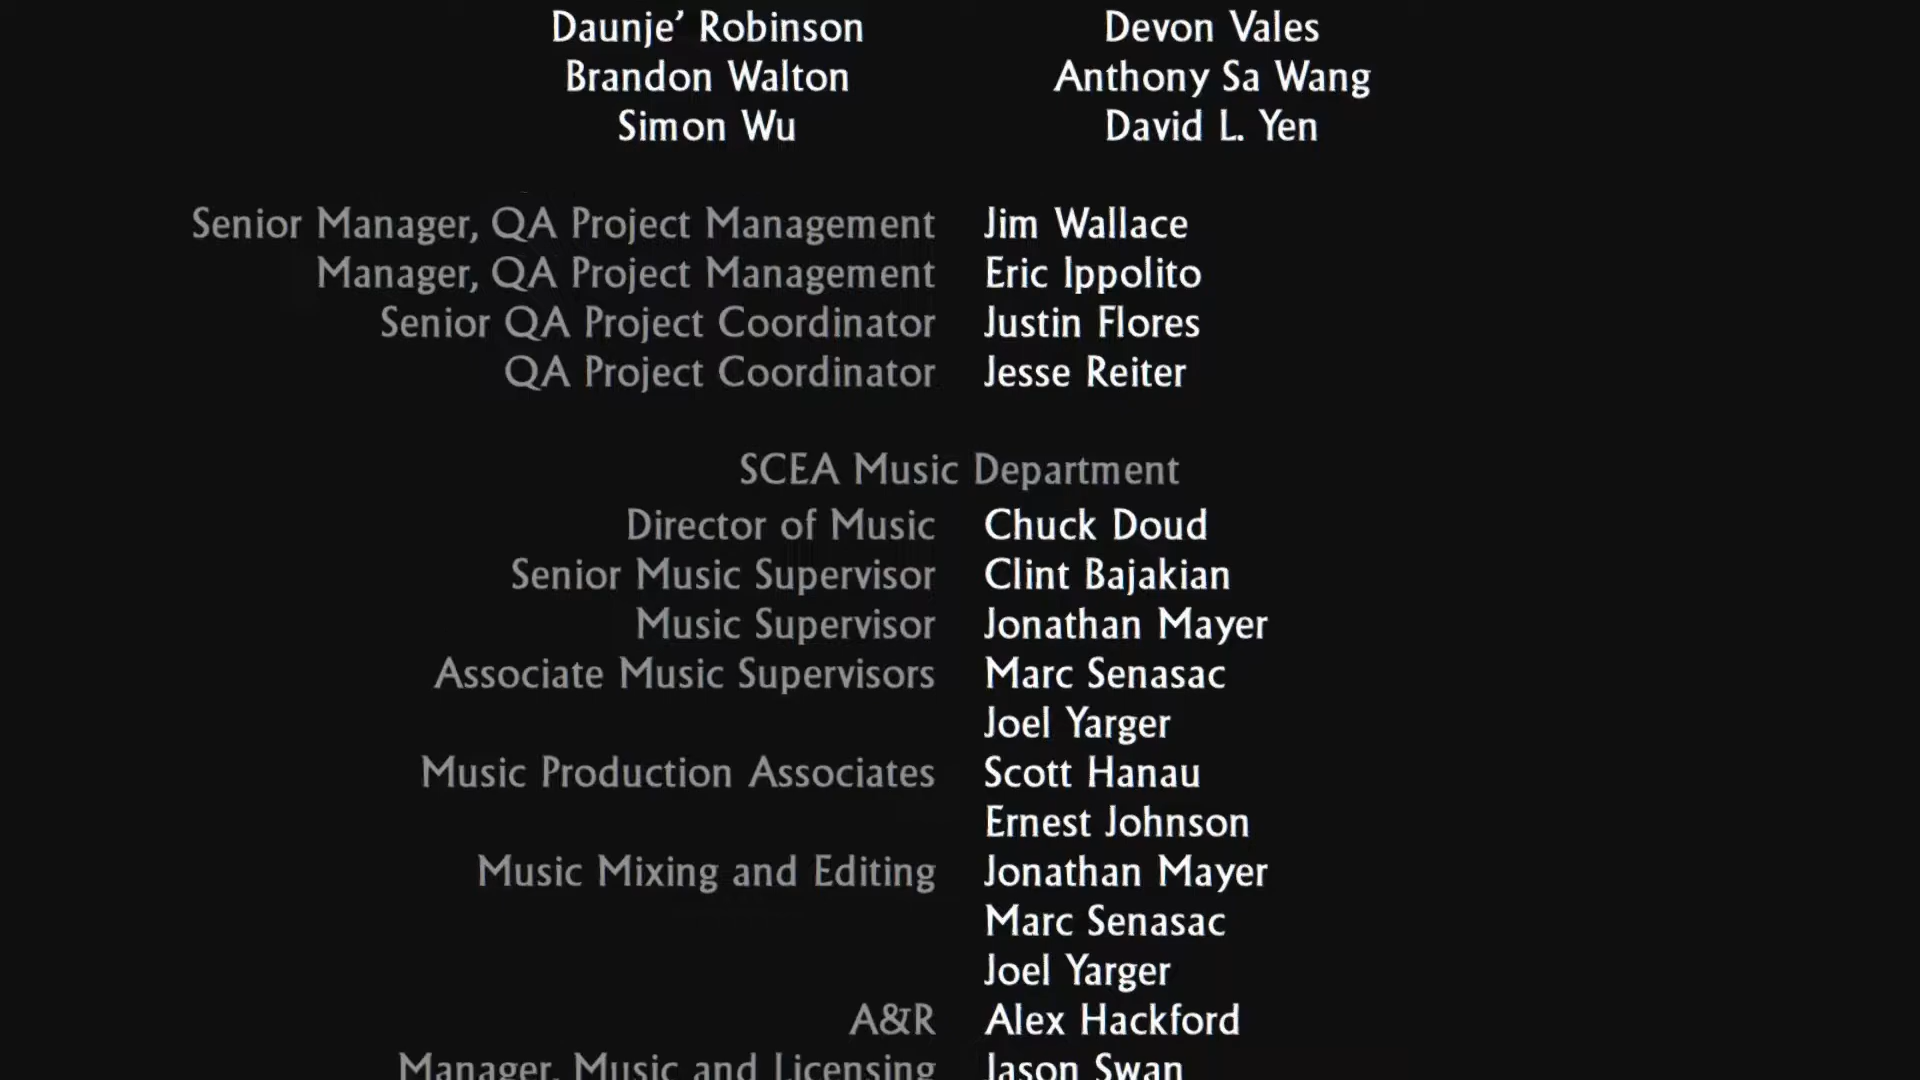 Daunje’ Robinson Devon Vales
Brandon Walton Anthony Sa Wang
Simon Wu David L. Yen
Senior Manager, QA Project Management Jim Wallace
Manager, QA Project Management Eric Ippolito
Senior QA Project Coordinator Justin Flores
QA Project Coordinator Jesse Reiter
SCEA Music Department
Director of Music Chuck Doud
Senior Music Supervisor Clint Bajakian
Music Supervisor Jonathan Mayer
Associate Music Supervisors Marc Senasac
Joel Yarger
Music Production Associates Scott Hanau
Ernest Johnson
Music Mixing and Editing Jonathan Mayer
Marc Senasac
Joel Yarger
A&R Alex Hackford
Manager, Music and Licensing Jason Swan